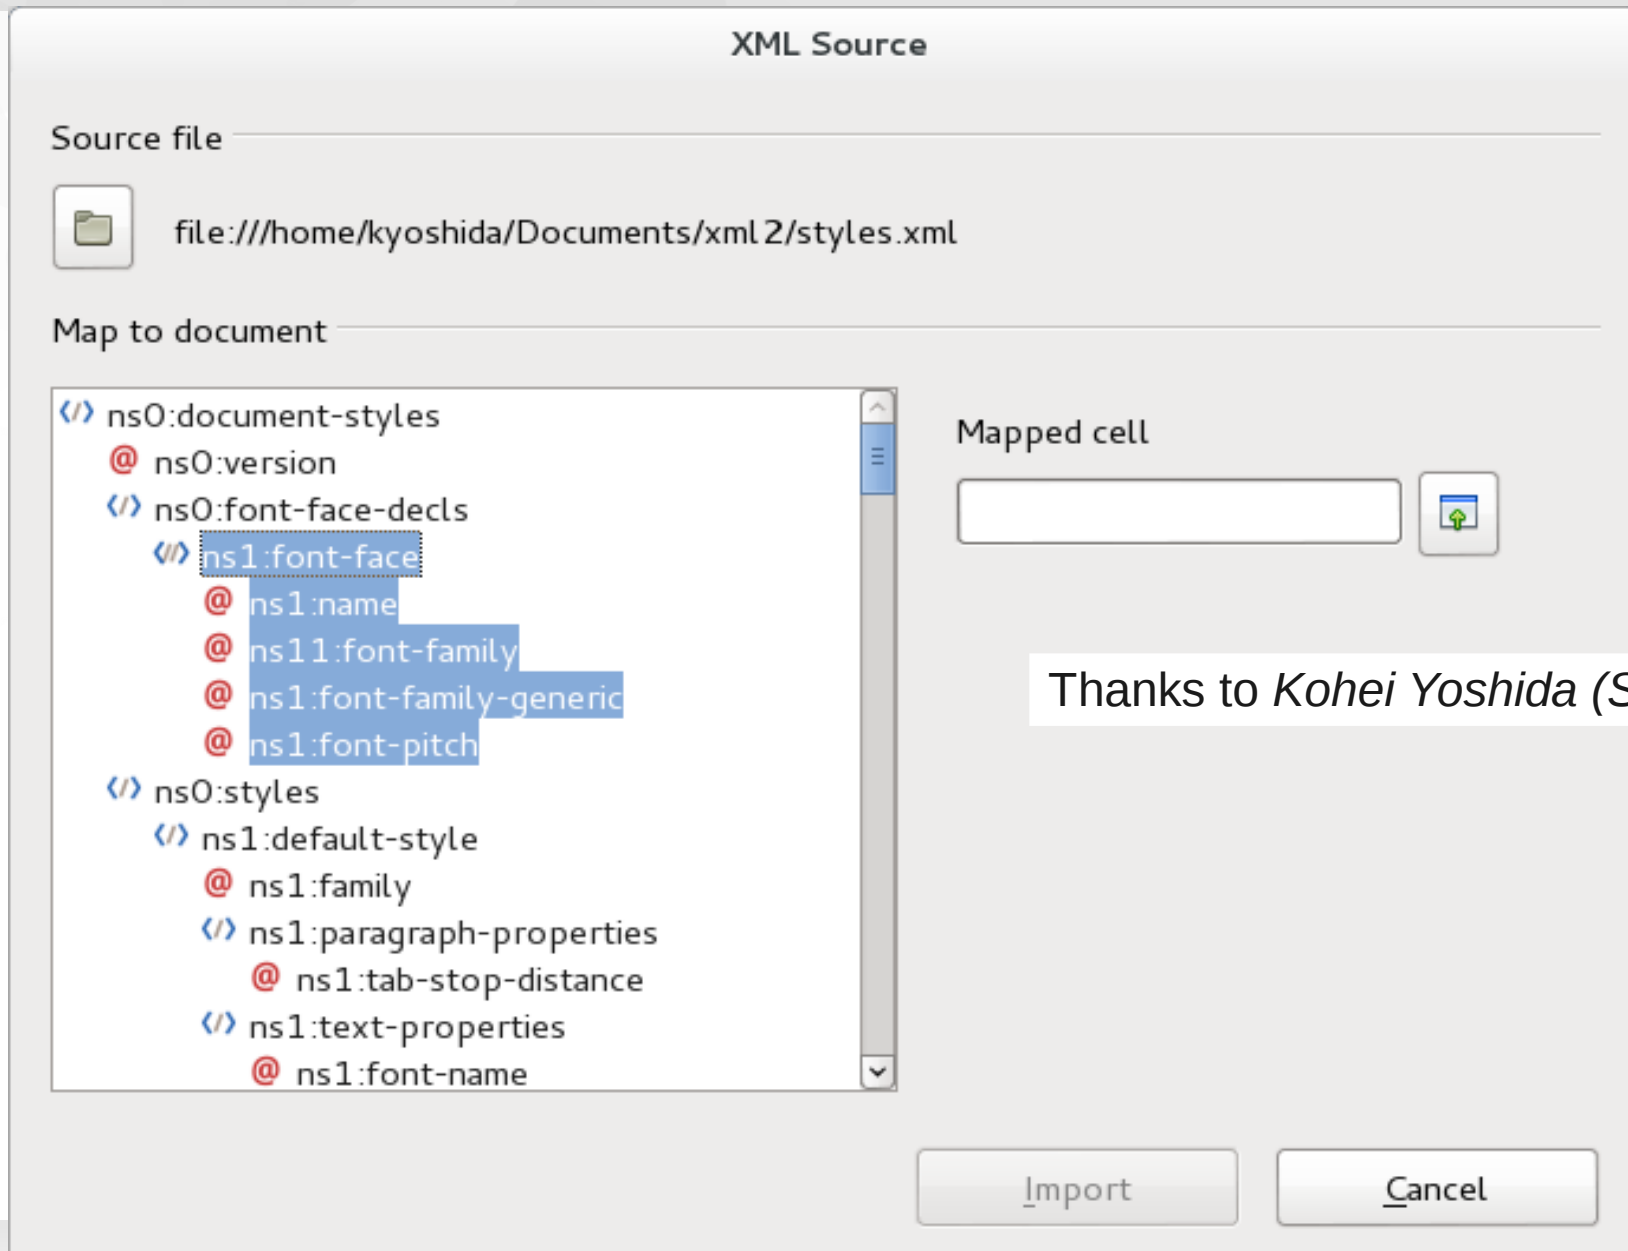 XML Source
Source file
file:///home/kyoshida/Documents/xml2/styles.xml
Map to document
ns0:document-styles
@ ns0:version
ns0:font-face-decls
ns1:font-face
@ ns1:name
@ ns11:font-family
@ ns1:font-family-generic
@ ns1:font-pitch
ns0:styles
ns1:default-style
@ ns1:family
ns1:paragraph-properties
@ ns1:tab-stop-distance
ns1:text-properties
@ ns1:font-name
Mapped cell
Thanks to Kohei Yoshida (S
Import
Cancel